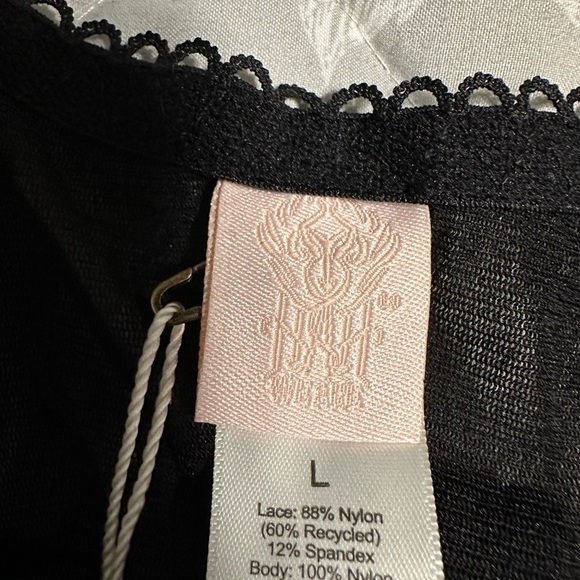 L
Lace: 88% Nylon
(60% Recycled)
12% Spandex
Body: 100% Nylon